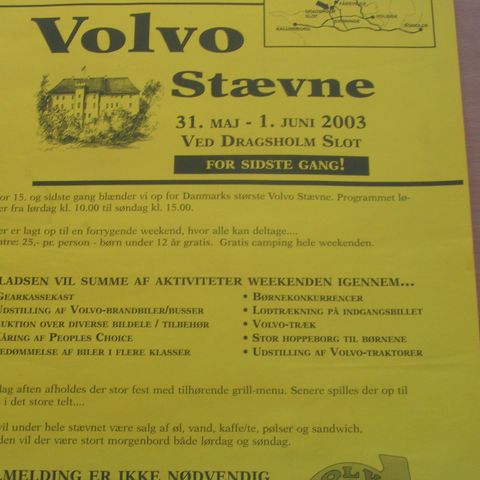 KALUNDBORG
Volvo
Stævne
31. MAJ - 1. JUNI 2003
VED DRAGSHOLM SLOT
FOR SIDSTE GANG!
or 15. og sidste gang blænder vi op for Danmarks største Volvo Stævne. Programmet lø-
er fra lørdag kl. 10.00 til søndag kl. 15.00.
er er lagt op til en forrygende weekend, hvor alle kan deltage....
ntre: 25,- pr. person - børn under 12 år gratis. Gratis camping hele weekenden.
LADSEN VIL SUMME AF AKTIVITETER WEEKENDEN IGENNEM...
GEARKASSEKAST
UDSTILLING AF VOLVO-BRANDBILER/BUSSER
UKTION OVER DIVERSE BILDELE / TILBEHØR
ÅRING AF PEOPLES CHOICE
EDØMMELSE AF BILER I FLERE KLASSER
• BØRNEKONKURRENCER
• LODTRÆKNING PÅ INDGANGSBILLET
• VOLVO-TRÆK
• STOR HOPPEBORG TIL BØRNENE
• UDSTILLING AF VOLVO-TRAKTORER
dag aften afholdes der stor fest med tilhørende grill-menu. Senere spilles der op til
s i det store telt....
vil under hele stævnet være salg af øl, vand, kaffe/te, pølser og sandwich,
den vil der være stort morgenbord både lørdag og søndag.
LMELDING ER IKKE NØDVENDIG